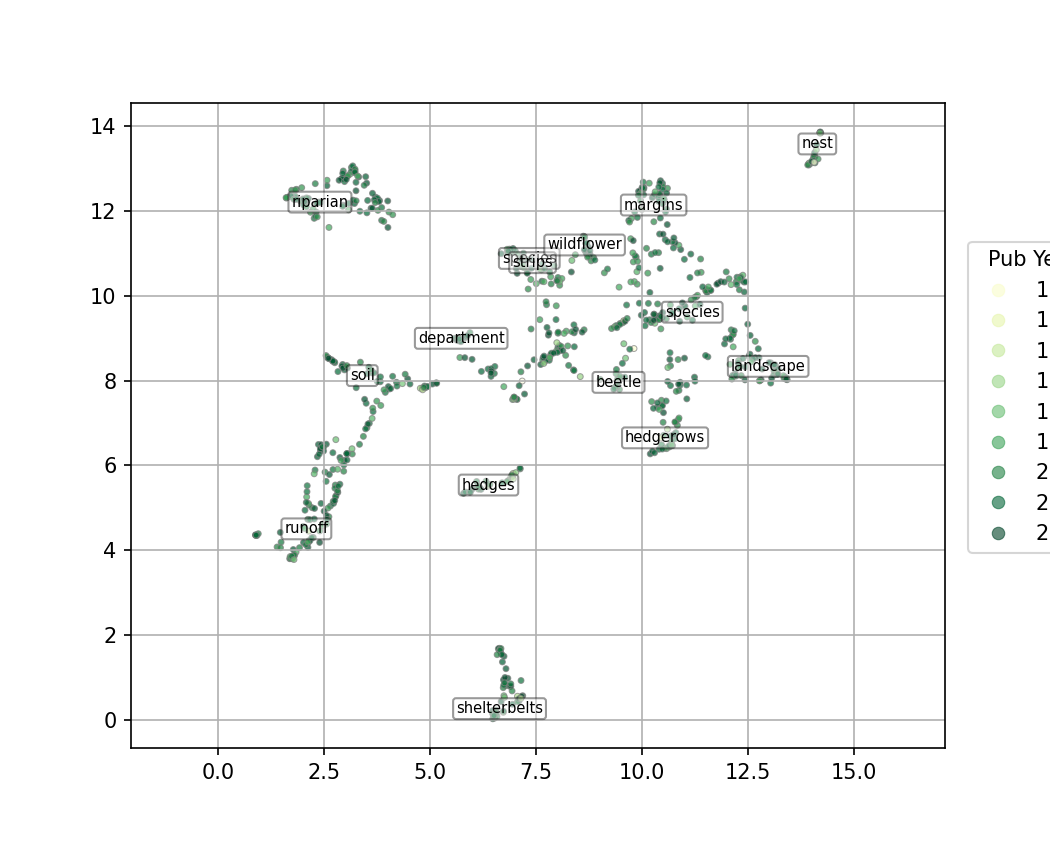 14
12
10
8
6
4
2
0
0.0
2.5
5.0
7.5
10.0
12.5
15.0
nest
riparian
margins
wildflower
species
strips
species
department
landscape
soil
beetle
hedgerows
hedges
runoff
shelterbelts
Pub Ye
1
1
1
1
1
1
2
2
2